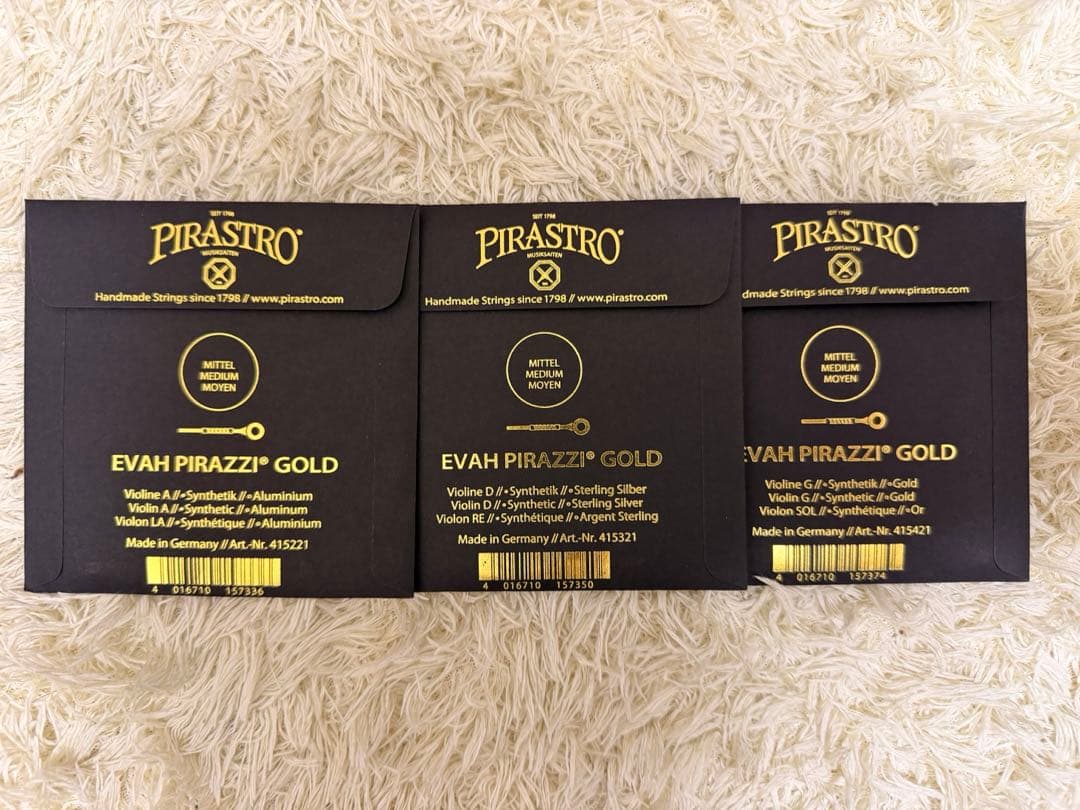 SEIT 1798
PIRASTRO®
MUSIKSAITEN
Handmade Strings since 1798 // www.pirastro.com
MITTEL
MEDIUM
MOYEN
EVAH PIRAZZI® GOLD
Violine A //•Synthetik //∘Aluminium
Violin A //•Synthetic //∘Aluminum
Violon LA //•Synthétique //∘Aluminium
Made in Germany // Art.-Nr. 415221
4 016710 157336
SEIT 1798
PIRASTRO®
MUSIKSAITEN
Handmade Strings since 1798 // www.pirastro.com
MITTEL
MEDIUM
MOYEN
EVAH PIRAZZI® GOLD
Violine D //•Synthetik //∘Sterling Silber
Violin D //•Synthetic //∘Sterling Silver
Violon RE //•Synthétique //∘Argent Sterling
Made in Germany // Art.-Nr. 415321
4 016710 157350
SEIT 1798
PIRASTRO®
MUSIKSAITEN
dmade Strings since 1798 // www.pirastro.com
MITTEL
MEDIUM
MOYEN
EVAH PIRAZZI® GOLD
Violine G //•Synthetik //∘Gold
Violin G //•Synthetic //∘Gold
Violon SOL //•Synthétique //∘Or
Made in Germany // Art.-Nr. 415421
4 016710 157374